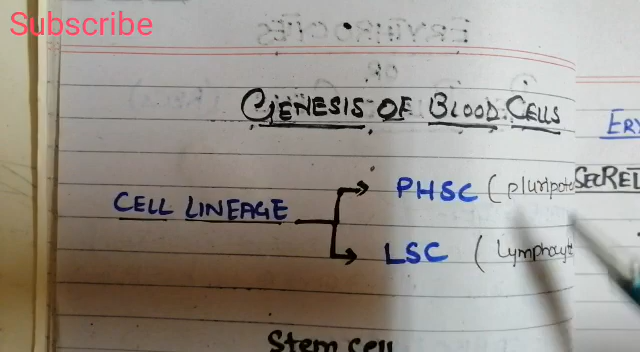 Subscribe
GENESIS OF BLOOD CELLS
ERY
SECRET
CELL LINEAGE
PHSC ( pluripote
LSC ( Lymphocyt
Stem cell